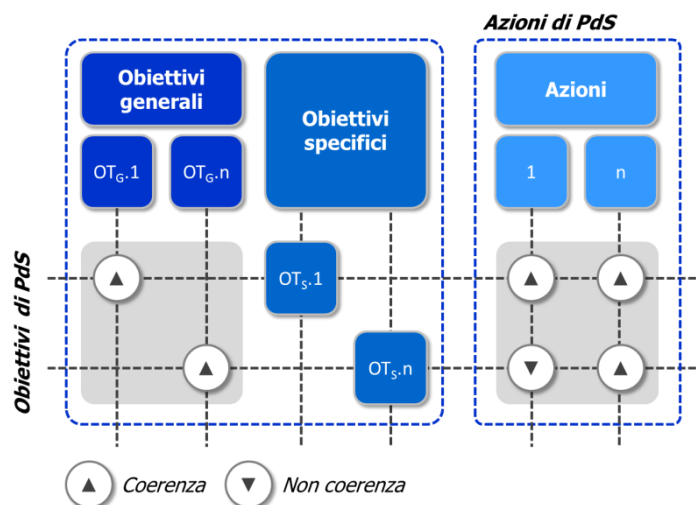 Azioni di PdS
Obiettivi
generali
Obiettivi
specifici
Azioni
OTG.1
OTG.n
1
n
Obiettivi di PdS
OTS.1
OTS.n
Coerenza
Non coerenza